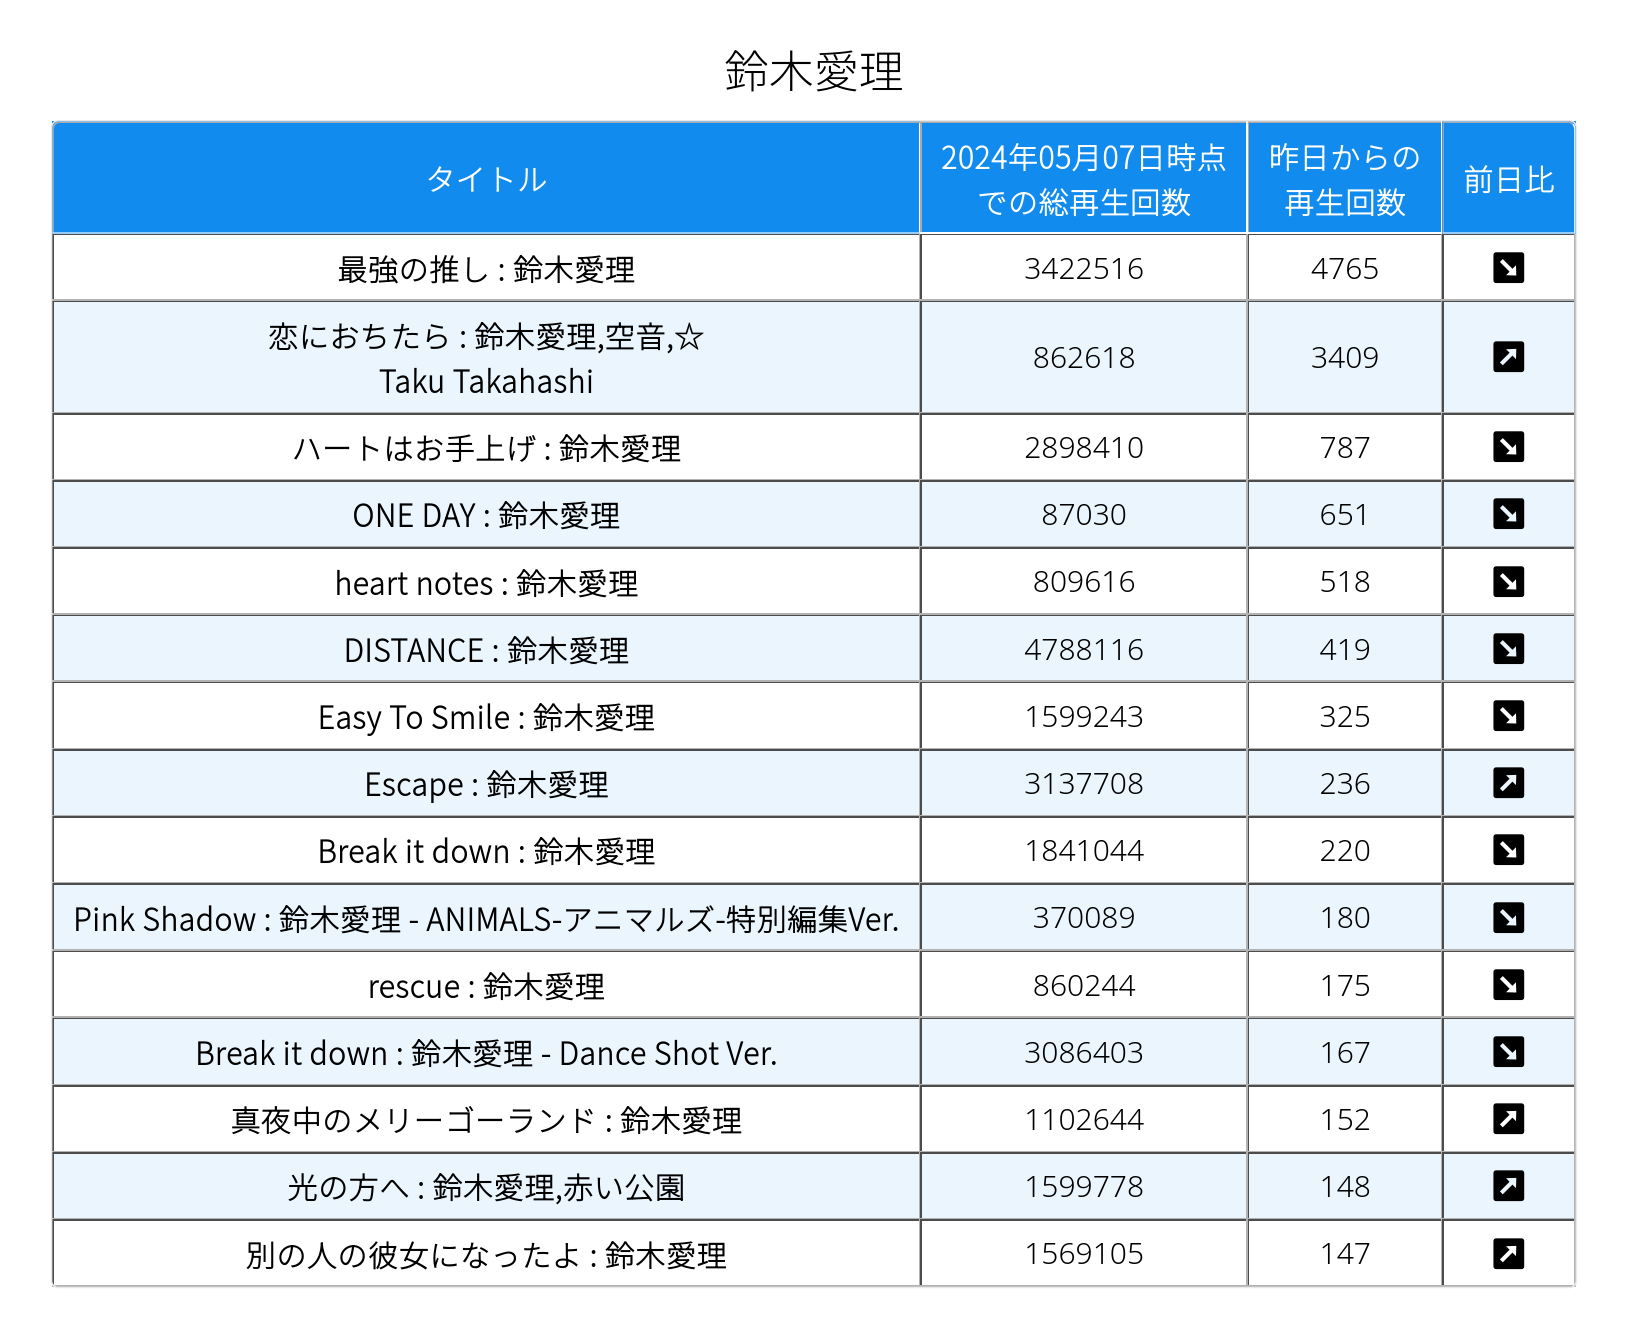 鈴木愛理
タイトル
2024年05月07日時点
での総再生回数
昨日からの
再生回数
前日比
最強の推し : 鈴木愛理 3422516 4765 ↘
恋におちたら : 鈴木愛理,空音,☆
Taku Takahashi 862618 3409 ↗
ハートはお手上げ : 鈴木愛理 2898410 787 ↘
ONE DAY : 鈴木愛理 87030 651 ↘
heart notes : 鈴木愛理 809616 518 ↘
DISTANCE : 鈴木愛理 4788116 419 ↘
Easy To Smile : 鈴木愛理 1599243 325 ↘
Escape : 鈴木愛理 3137708 236 ↗
Break it down : 鈴木愛理 1841044 220 ↘
Pink Shadow : 鈴木愛理 - ANIMALS-アニマルズ-特別編集Ver. 370089 180 ↘
rescue : 鈴木愛理 860244 175 ↘
Break it down : 鈴木愛理 - Dance Shot Ver. 3086403 167 ↘
真夜中のメリーゴーランド : 鈴木愛理 1102644 152 ↗
光の方へ : 鈴木愛理,赤い公園 1599778 148 ↗
別の人の彼女になったよ : 鈴木愛理 1569105 147 ↗